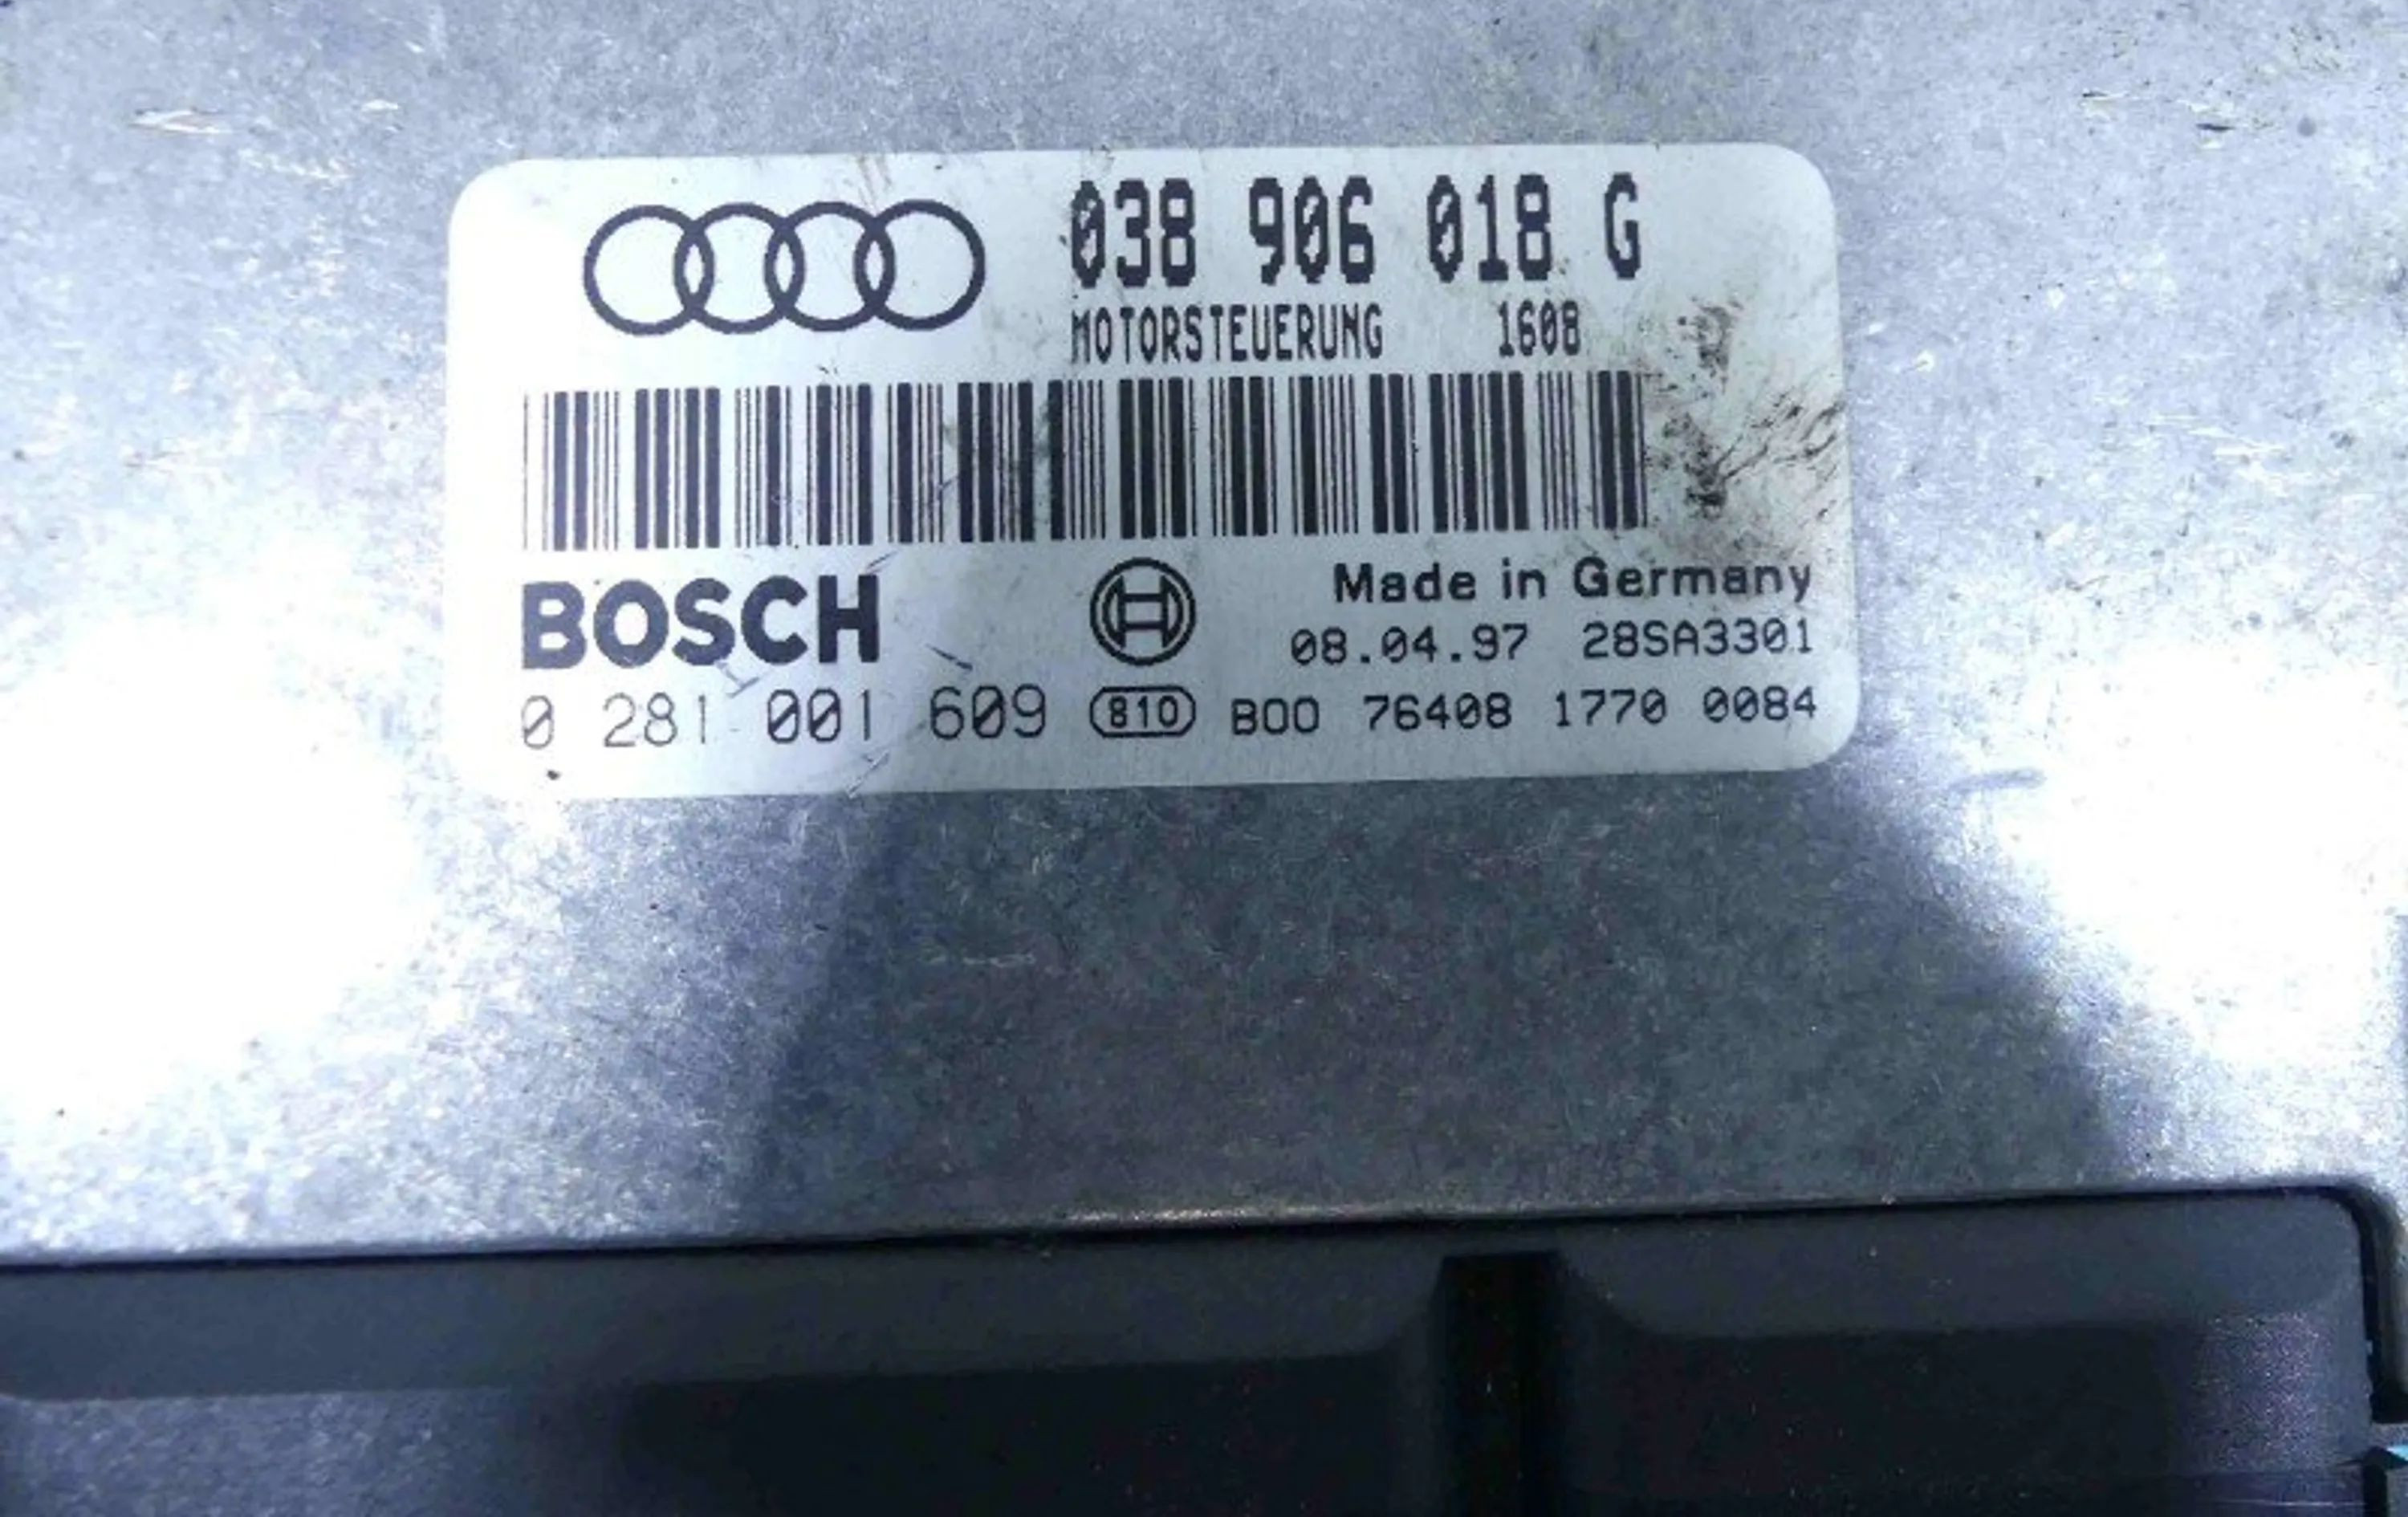 038 906 018 G
MOTORSTEUERUNG 1608
BOSCH
Made in Germany
08.04.97 28SA3301
0 281 001 609 810 B00 76408 1770 0084